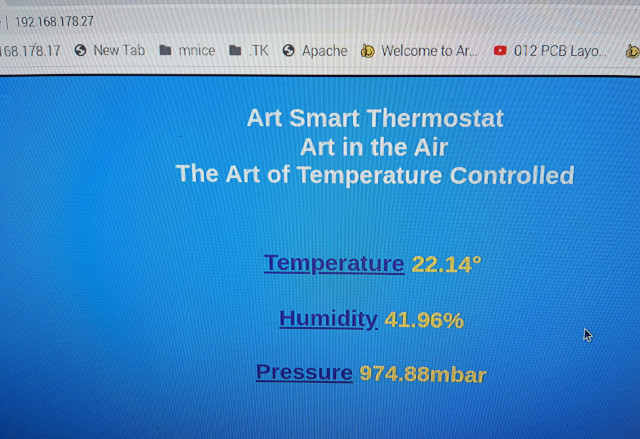 192.168.178.27
168.178.17 New Tab mnice .TK Apache Welcome to Ar... 012 PCB Layo...
Art Smart Thermostat
Art in the Air
The Art of Temperature Controlled
Temperature 22.14°
Humidity 41.96%
Pressure 974.88mbar